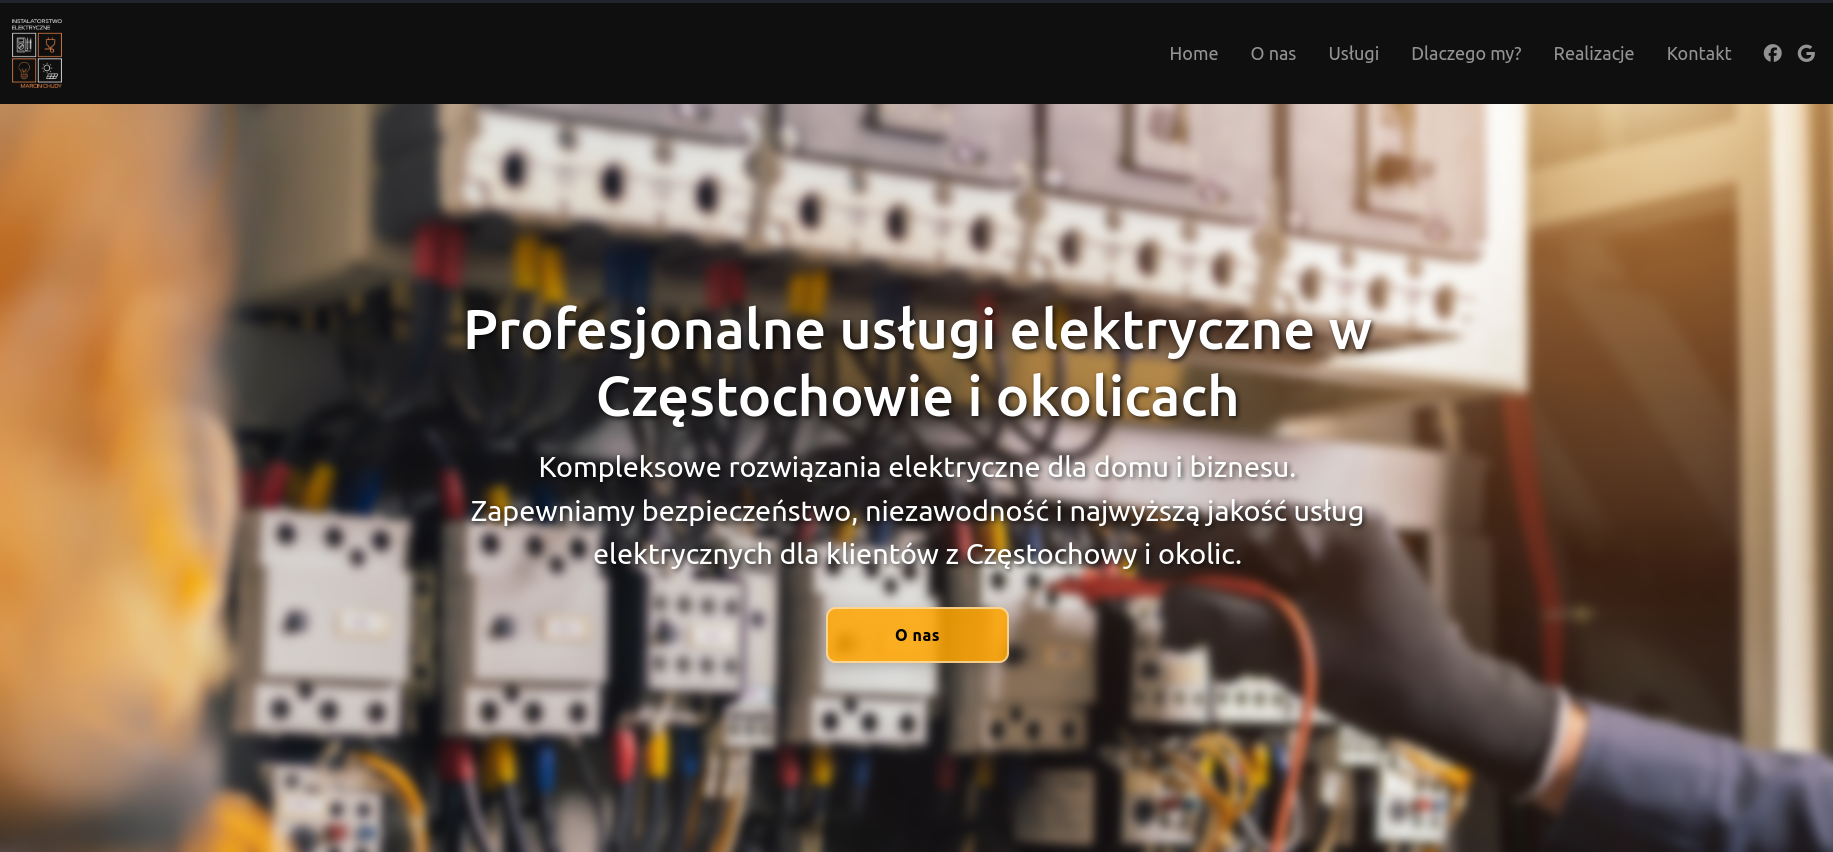 INSTALATORSTWO
ELEKTRYCZNE
MARCIN CHUDY
Home O nas Usługi Dlaczego my? Realizacje Kontakt
Profesjonalne usługi elektryczne w
Częstochowie i okolicach
Kompleksowe rozwiązania elektryczne dla domu i biznesu.
Zapewniamy bezpieczeństwo, niezawodność i najwyższą jakość usług
elektrycznych dla klientów z Częstochowy i okolic.
O nas